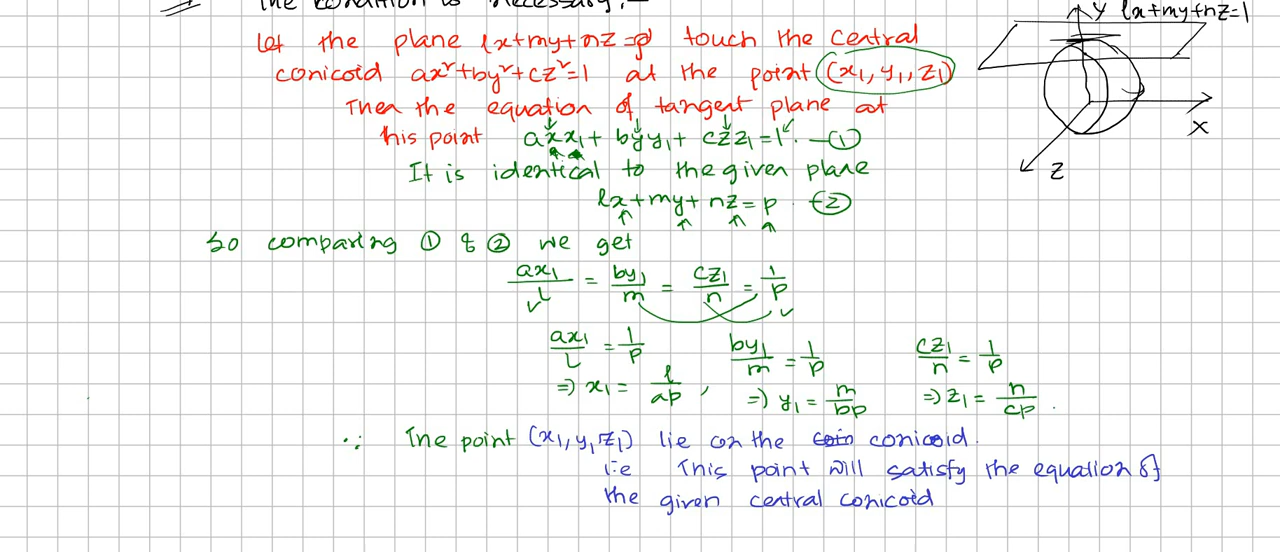 The condition is necessary:-
Let the plane lx+my+nz=p touch the central
conicoid ax²+by²+cz²=1 at the point (x₁, y₁, z₁)
Then the equation of tangent plane at
this point axx₁+ byy₁+ czz₁=1. —①
It is identical to the given plane
lx+my+ nz = p. —②
So comparing ① & ② we get
ax₁/l = by₁/m = cz₁/n = 1/p
ax₁/l = 1/p by₁/m = 1/p cz₁/n = 1/p
⇒ x₁ = l/ap , ⇒ y₁ = m/bp ⇒ z₁ = n/cp .
∵ The point (x₁, y₁, z₁) lie on the conicoid.
i.e This point will satisfy the equation of
the given central conicoid
Y lx+my+nz=1
X
Z